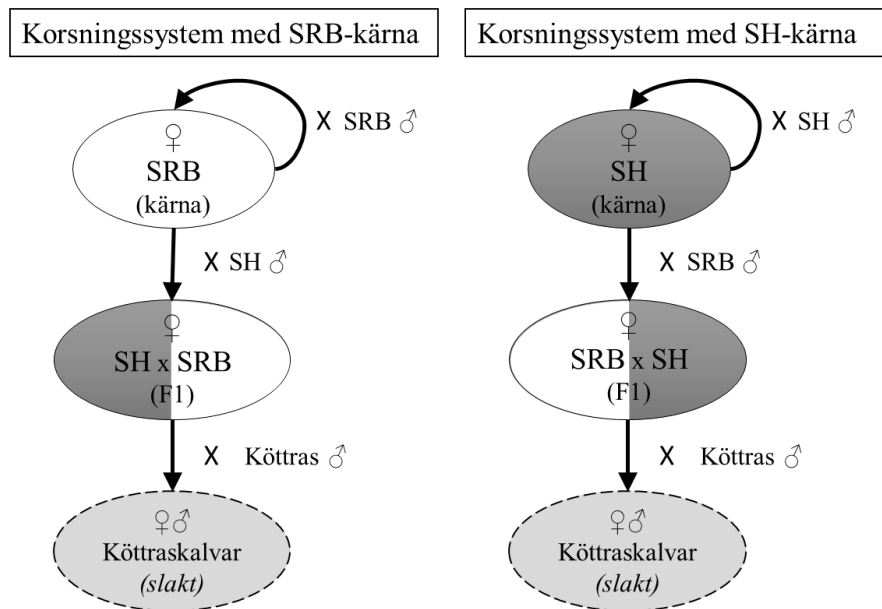 Korsningssystem med SRB-kärna
♀
SRB
(kärna)
X SRB ♂
X SH ♂
♀
SH x SRB
(F1)
X Köttras ♂
♀♂
Köttraskalvar
(slakt)
Korsningssystem med SH-kärna
♀
SH
(kärna)
X SH ♂
X SRB ♂
♀
SRB x SH
(F1)
X Köttras ♂
♀♂
Köttraskalvar
(slakt)